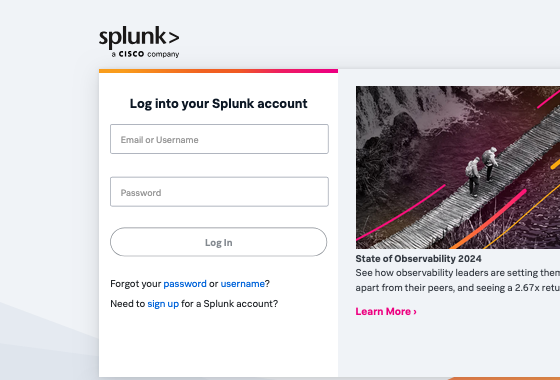 splunk>
a CISCO company
Log into your Splunk account
Email or Username
Password
Log In
Forgot your password or username?
Need to sign up for a Splunk account?
State of Observability 2024
See how observability leaders are setting them
apart from their peers, and seeing a 2.67x retu
Learn More ›